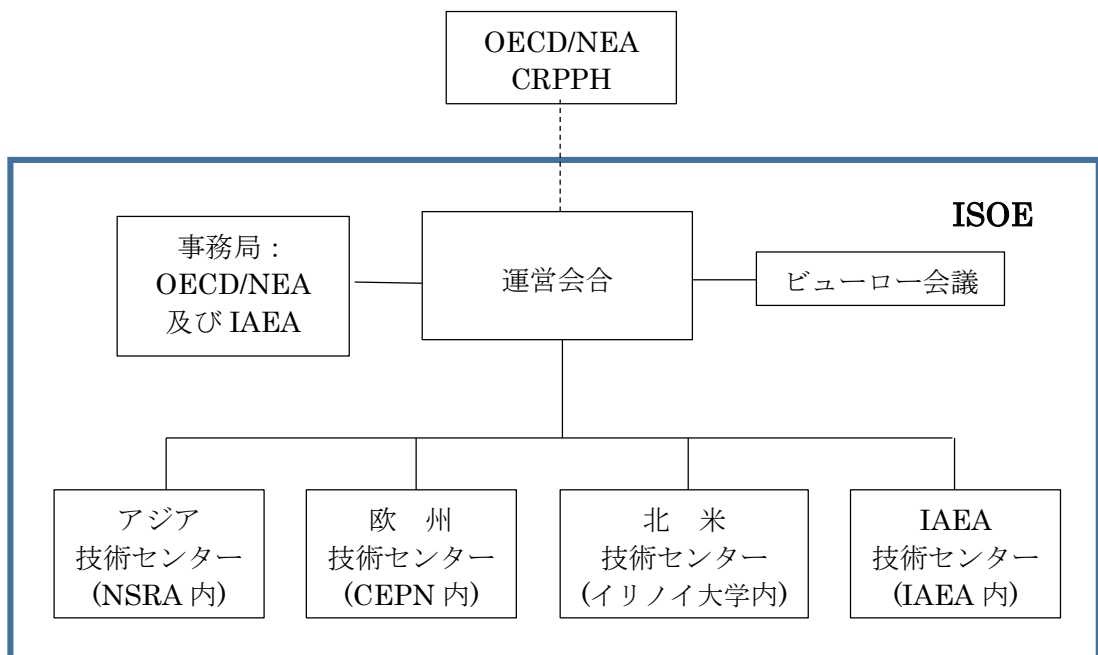 OECD/NEA
CRPPH
ISOE
事務局：
OECD/NEA
及び IAEA
運営会合
ビューロー会議
アジア
技術センター
(NSRA 内)
欧　州
技術センター
(CEPN 内)
北　米
技術センター
(イリノイ大学内)
IAEA
技術センター
(IAEA 内)